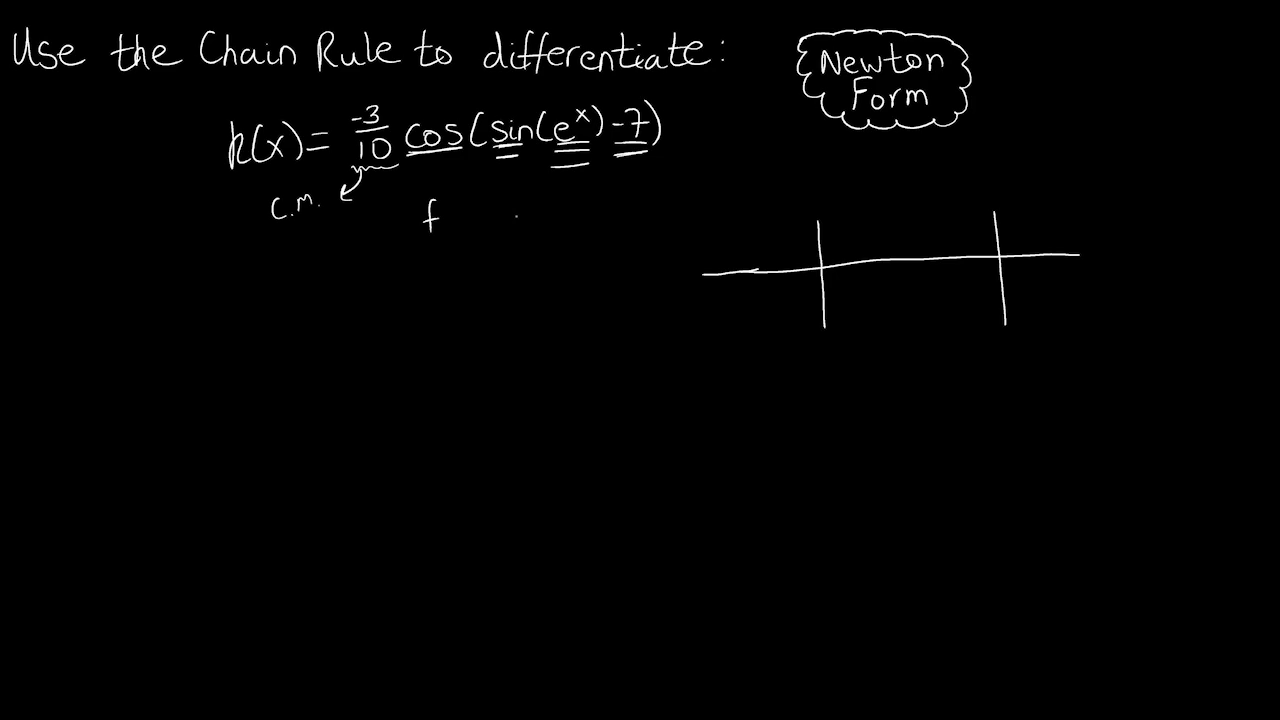 Use the Chain Rule to differentiate:
Newton
Form
k(x) = -3/10 cos(sin(e^x) - 7)
c.m.
f